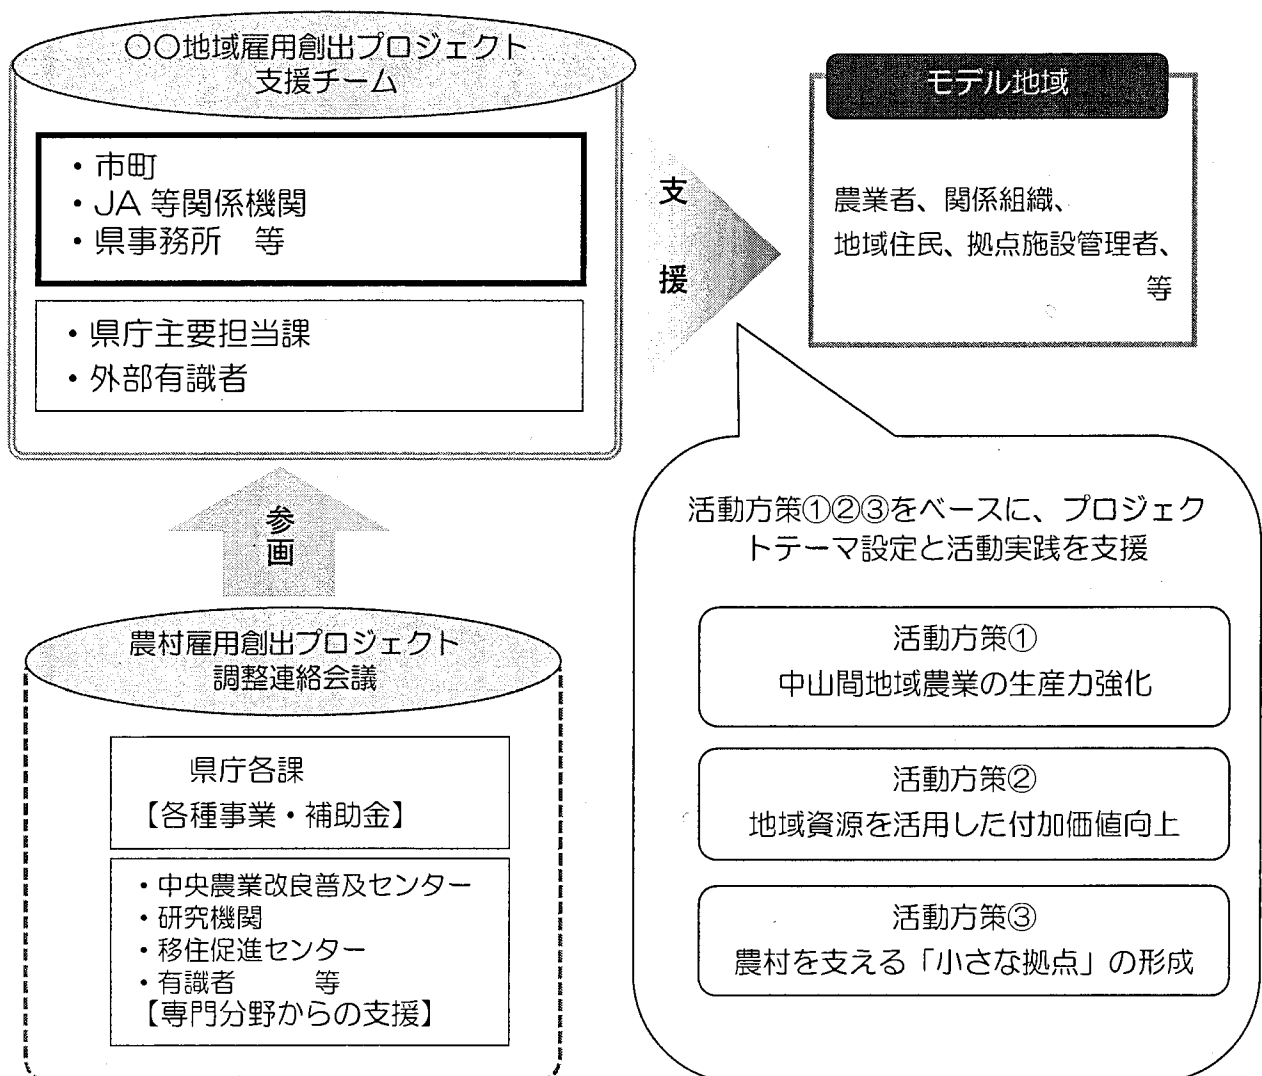 〇〇地域雇用創出プロジェクト
支援チーム
・市町
・JA 等関係機関
・県事務所　等
・県庁主要担当課
・外部有識者
支
援
モデル地域
農業者、関係組織、
地域住民、拠点施設管理者、
等
参
画
農村雇用創出プロジェクト
調整連絡会議
県庁各課
【各種事業・補助金】
・中央農業改良普及センター
・研究機関
・移住促進センター
・有識者　　　等
【専門分野からの支援】
活動方策①②③をベースに、プロジェク
トテーマ設定と活動実践を支援
活動方策①
中山間地域農業の生産力強化
活動方策②
地域資源を活用した付加価値向上
活動方策③
農村を支える「小さな拠点」の形成